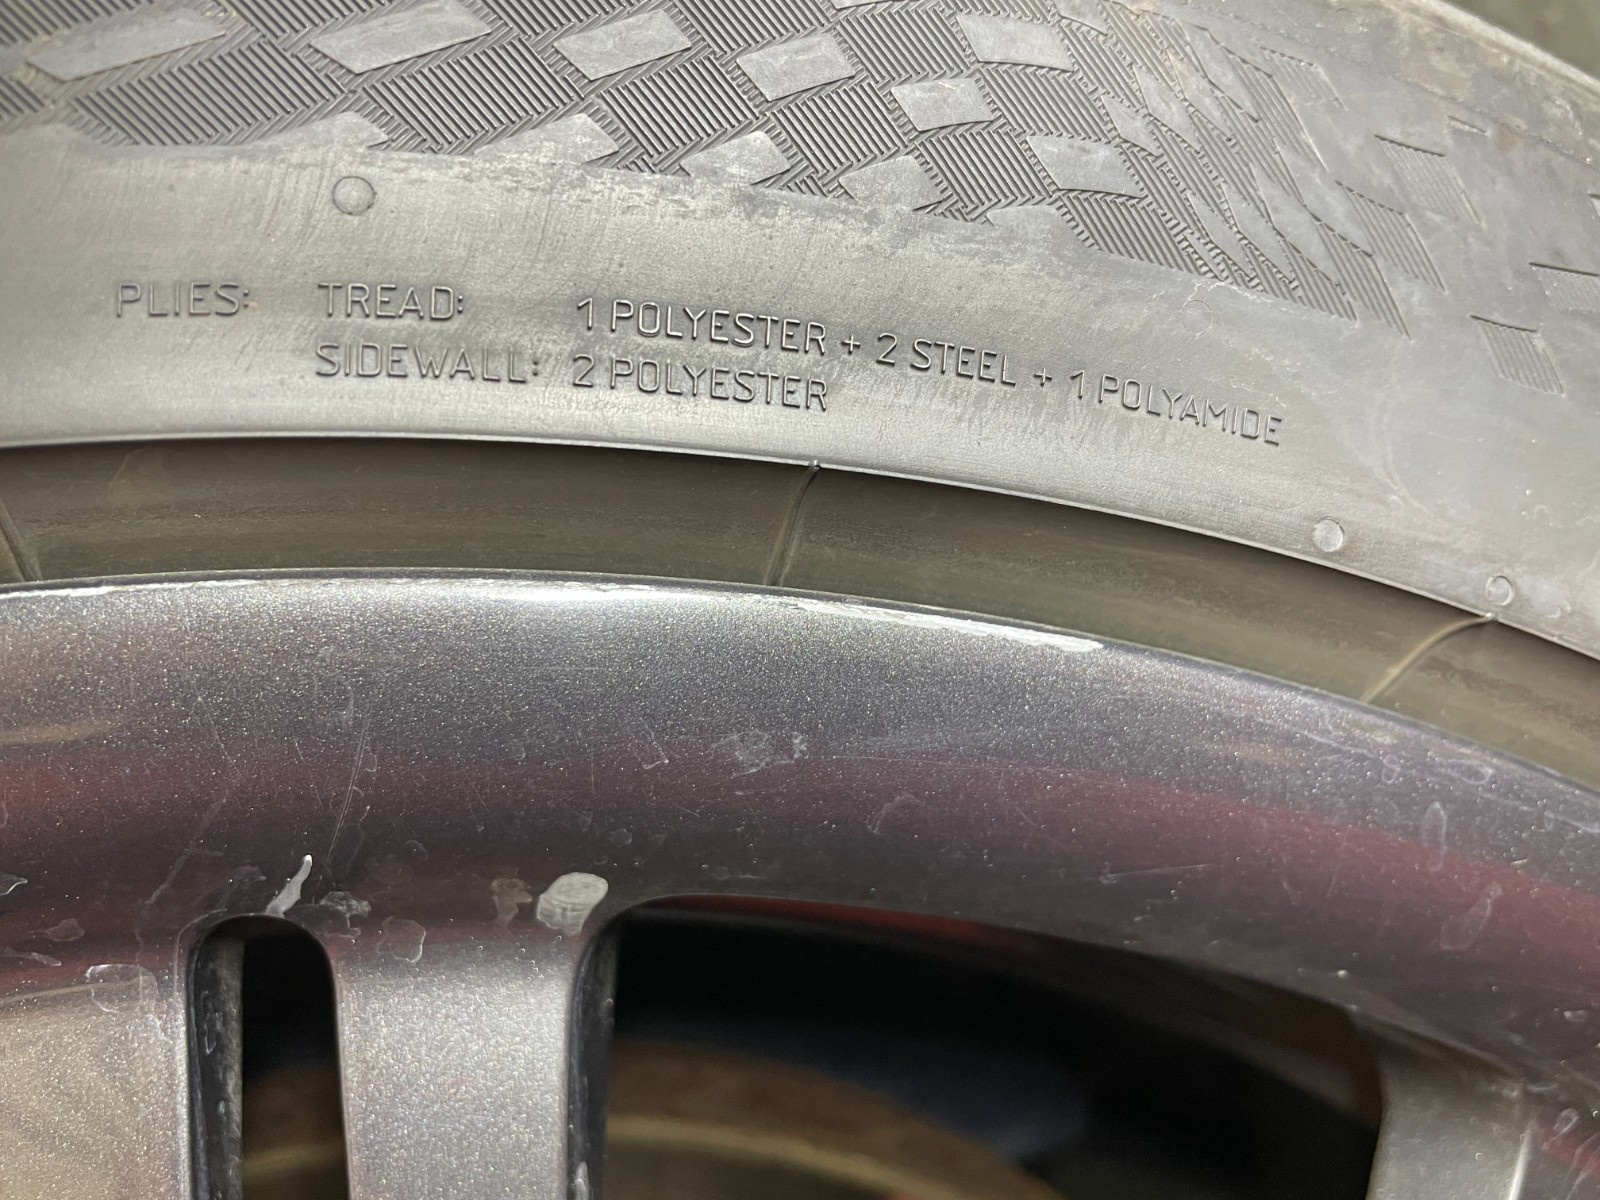 PLIES: TREAD: 1 POLYESTER + 2 STEEL + 1 POLYAMIDE
SIDEWALL: 2 POLYESTER